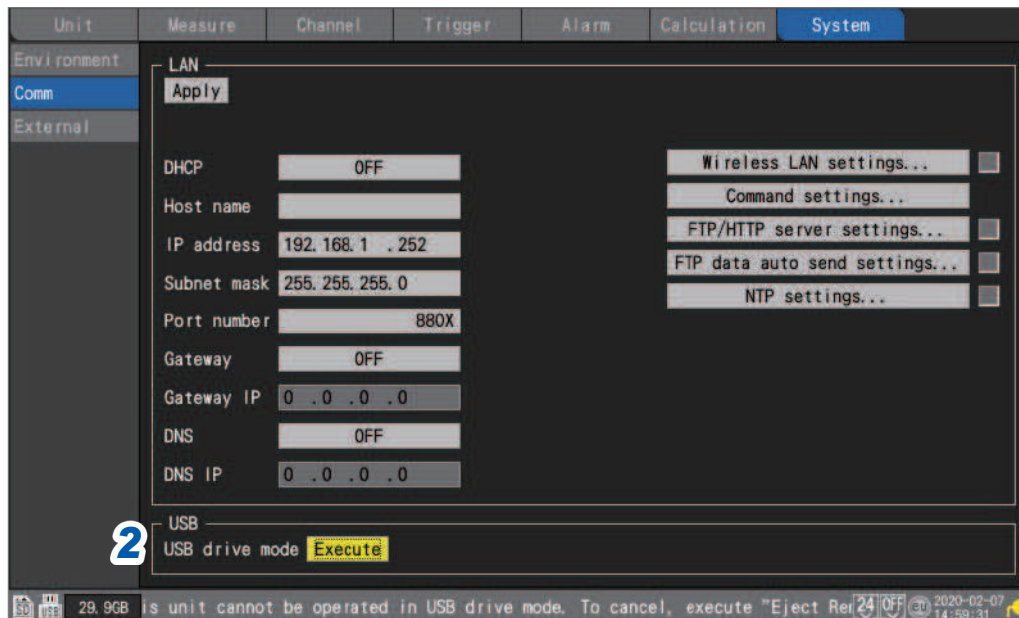 Unit Measure Channel Trigger Alarm Calculation System
Environment
Comm
External
LAN
Apply
DHCP OFF
Host name
IP address 192.168.1 .252
Subnet mask 255.255.255.0
Port number 880X
Gateway OFF
Gateway IP 0 .0 .0 .0
DNS OFF
DNS IP 0 .0 .0 .0
Wireless LAN settings...
Command settings...
FTP/HTTP server settings...
FTP data auto send settings...
NTP settings...
USB
2
USB drive mode Execute
SD USB 29.9GB is unit cannot be operated in USB drive mode. To cancel, execute "Eject Re 24 OFF 2020-02-07
14:59:31